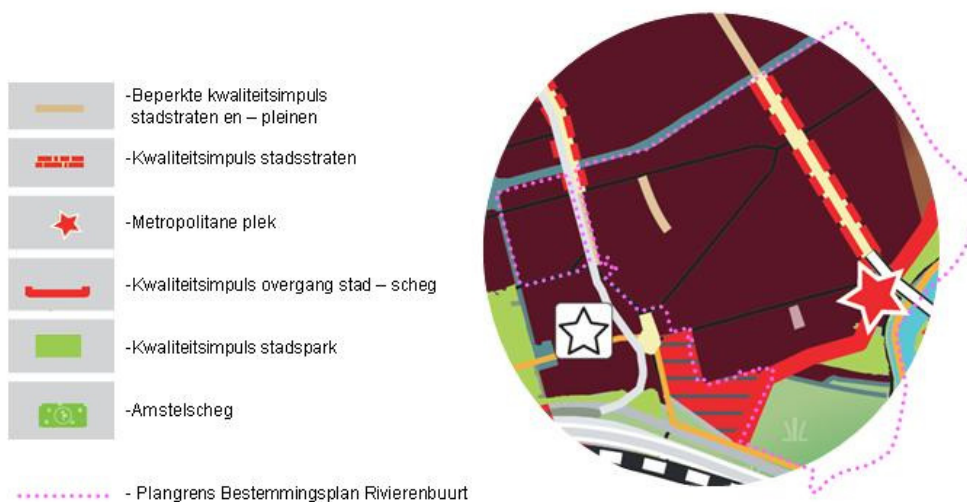 -Beperkte kwaliteitsimpuls
stadstraten en – pleinen
-Kwaliteitsimpuls stadsstraten
-Metropolitane plek
-Kwaliteitsimpuls overgang stad – scheg
-Kwaliteitsimpuls stadspark
-Amstelscheg
- Plangrens Bestemmingsplan Rivierenbuurt